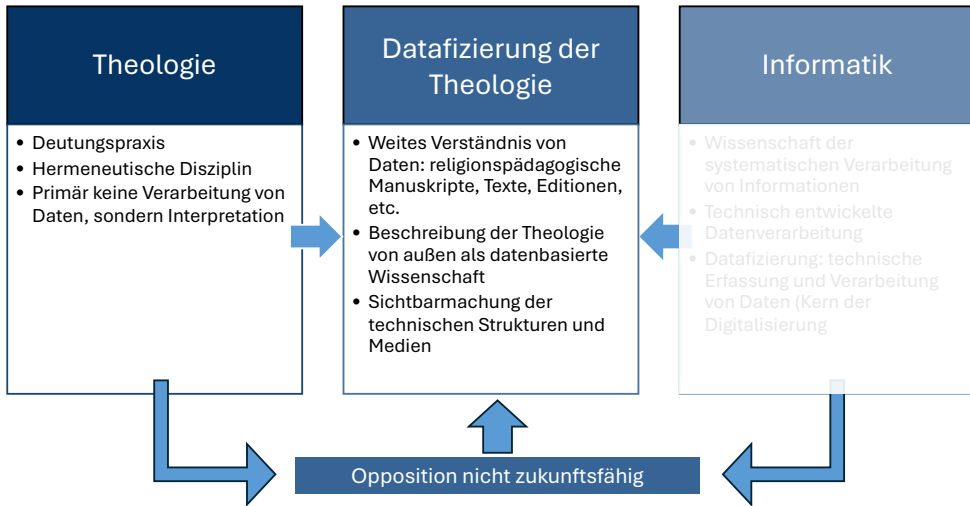 Theologie
• Deutungspraxis
• Hermeneutische Disziplin
• Primär keine Verarbeitung von
Daten, sondern Interpretation
Datafizierung der
Theologie
• Weites Verständnis von
Daten: religionspädagogische
Manuskripte, Texte, Editionen,
etc.
• Beschreibung der Theologie
von außen als datenbasierte
Wissenschaft
• Sichtbarmachung der
technischen Strukturen und
Medien
Informatik
• Wissenschaft der
systematischen Verarbeitung
von Informationen
• Technisch entwickelte
Datenverarbeitung
• Datafizierung: technische
Erfassung und Verarbeitung
von Daten (Kern der
Digitalisierung
Opposition nicht zukunftsfähig